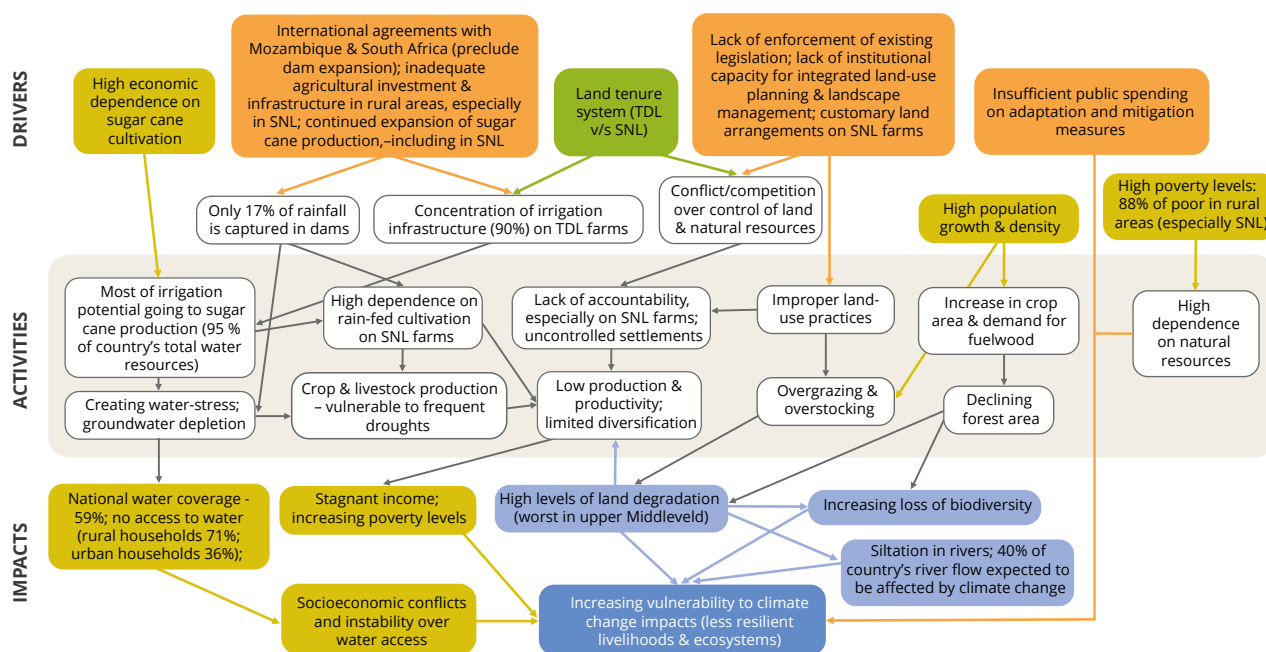 DRIVERS
High economic
dependence on
sugar cane
cultivation
International agreements with
Mozambique & South Africa (preclude
dam expansion); inadequate
agricultural investment &
infrastructure in rural areas, especially
in SNL; continued expansion of sugar
cane production,–including in SNL
Land tenure
system (TDL
v/s SNL)
Lack of enforcement of existing
legislation; lack of institutional
capacity for integrated land-use
planning & landscape
management; customary land
arrangements on SNL farms
Insufficient public spending
on adaptation and mitigation
measures
Only 17% of rainfall
is captured in dams
Concentration of irrigation
infrastructure (90%) on TDL farms
Conflict/competition
over control of land
& natural resources
High population
growth & density
High poverty levels:
88% of poor in rural
areas (especially SNL)
ACTIVITIES
Most of irrigation
potential going to sugar
cane production (95 %
of country's total water
resources)
High dependence on
rain-fed cultivation
on SNL farms
Lack of accountability,
especially on SNL farms;
uncontrolled settlements
Improper land-
use practices
Increase in crop
area & demand for
fuelwood
High
dependence
on natural
resources
Creating water-stress;
groundwater depletion
Crop & livestock production
– vulnerable to frequent
droughts
Low production &
productivity;
limited diversification
Overgrazing &
overstocking
Declining
forest area
IMPACTS
National water coverage -
59%; no access to water
(rural households 71%;
urban households 36%);
Stagnant income;
increasing poverty levels
High levels of land degradation
(worst in upper Middleveld)
Increasing loss of biodiversity
Siltation in rivers; 40% of
country's river flow expected to
be affected by climate change
Socioeconomic conflicts
and instability over
water access
Increasing vulnerability to climate
change impacts (less resilient
livelihoods & ecosystems)